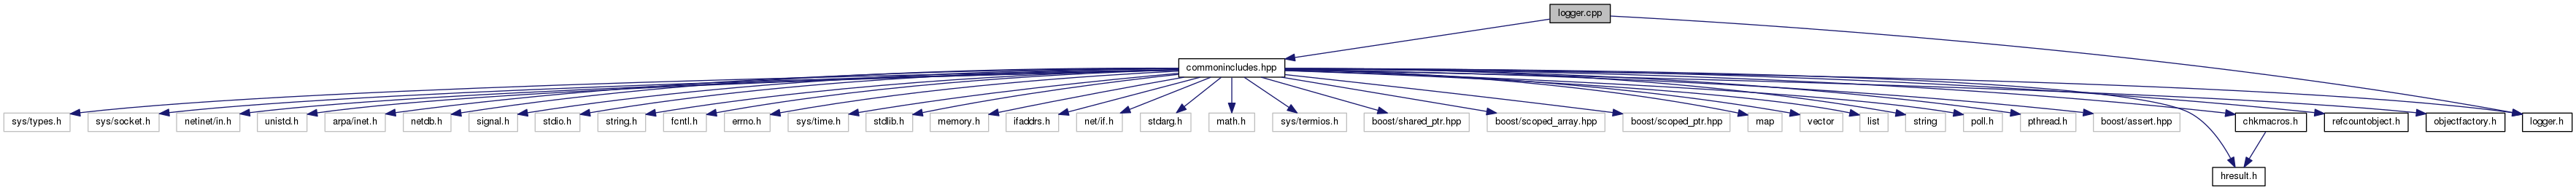 logger.cpp
commonincludes.hpp
sys/types.h
sys/socket.h
netinet/in.h
unistd.h
arpa/inet.h
netdb.h
signal.h
stdio.h
string.h
fcntl.h
errno.h
sys/time.h
stdlib.h
memory.h
ifaddrs.h
net/if.h
stdarg.h
math.h
sys/termios.h
boost/shared_ptr.hpp
boost/scoped_array.hpp
boost/scoped_ptr.hpp
map
vector
list
string
poll.h
pthread.h
boost/assert.hpp
chkmacros.h
refcountobject.h
objectfactory.h
logger.h
hresult.h